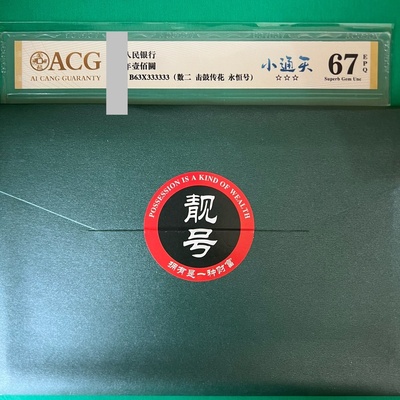 ACG
AI CANG GUARANTY
人民银行
年壹佰圆
B63X333333（数二 击鼓传花 永恒号）
小通天
☆☆☆
67
EPQ
Superb Gem Unc
POSSESSION IS A KIND OF WEALTH
靓号
拥有是一种财富